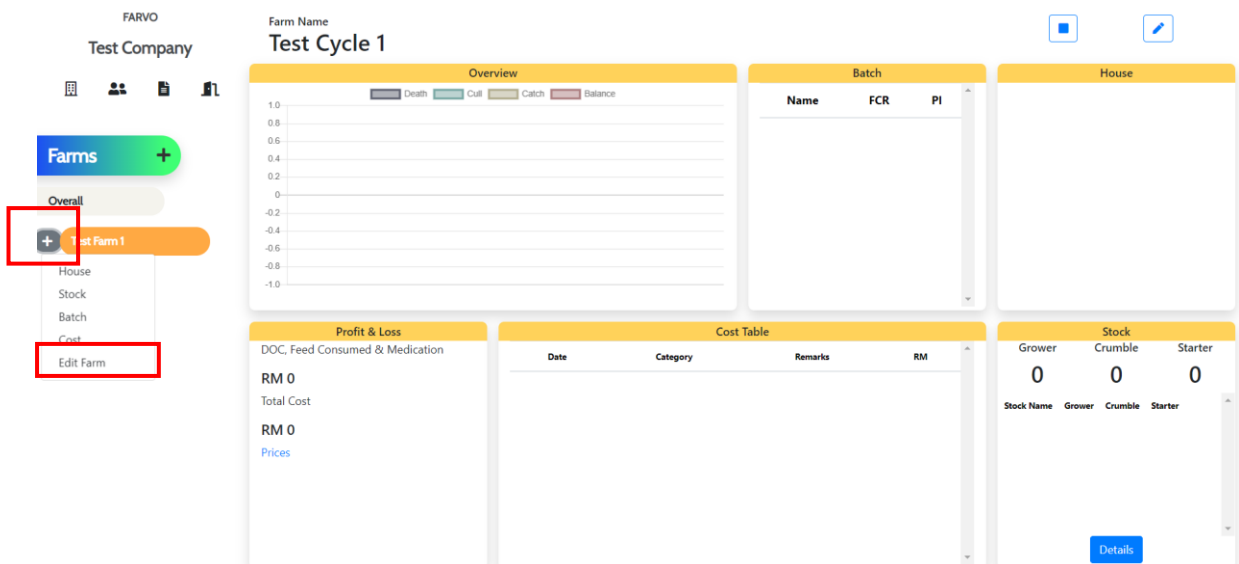 FARVO
Test Company
Farms +
Overall
+ Test Farm 1
House
Stock
Batch
Cost
Edit Farm
Farm Name
Test Cycle 1
Overview
Death Cull Catch Balance
1.0
0.8
0.6
0.4
0.2
0
-0.2
-0.4
-0.6
-0.8
-1.0
Batch
Name FCR PI
House
Profit & Loss
DOC, Feed Consumed & Medication
RM 0
Total Cost
RM 0
Prices
Cost Table
Date Category Remarks RM
Stock
Grower Crumble Starter
0 0 0
Stock Name Grower Crumble Starter
Details